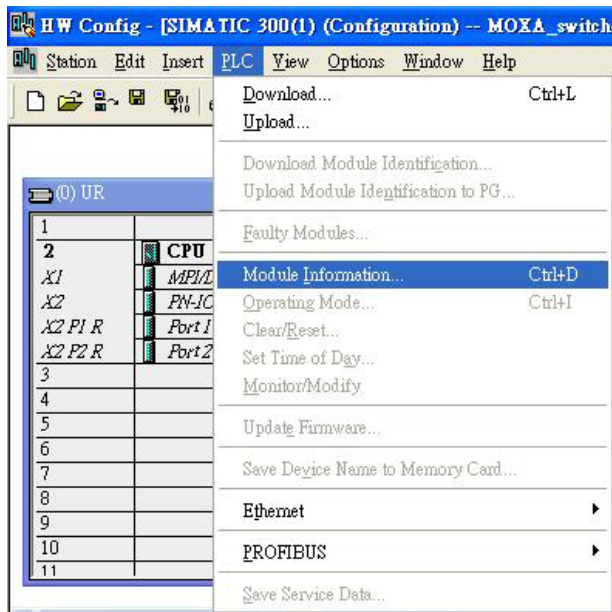 HW Config - [SIMATIC 300(1) (Configuration) -- MOXA_switch
Station Edit Insert PLC View Options Window Help
Download... Ctrl+L
Upload...
Download Module Identification...
Upload Module Identification to PG...
Faulty Modules...
Module Information... Ctrl+D
Operating Mode... Ctrl+I
Clear/Reset...
Set Time of Day...
Monitor/Modify
Update Firmware...
Save Device Name to Memory Card...
Ethernet
PROFIBUS
Save Service Data...
(0) UR
1
2 CPU
X1 MPI/D
X2 PN-IO
X2 P1 R Port 1
X2 P2 R Port 2
3
4
5
6
7
8
9
10
11